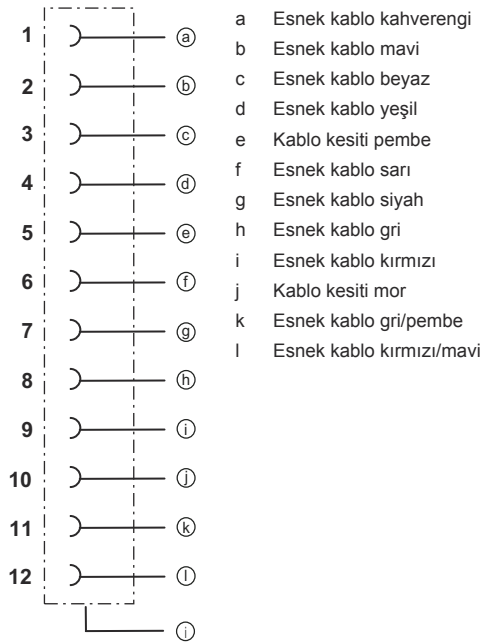 1 a
2 b
3 c
4 d
5 e
6 f
7 g
8 h
9 i
10 j
11 k
12 l
i
a Esnek kablo kahverengi
b Esnek kablo mavi
c Esnek kablo beyaz
d Esnek kablo yeşil
e Kablo kesiti pembe
f Esnek kablo sarı
g Esnek kablo siyah
h Esnek kablo gri
i Esnek kablo kırmızı
j Kablo kesiti mor
k Esnek kablo gri/pembe
l Esnek kablo kırmızı/mavi